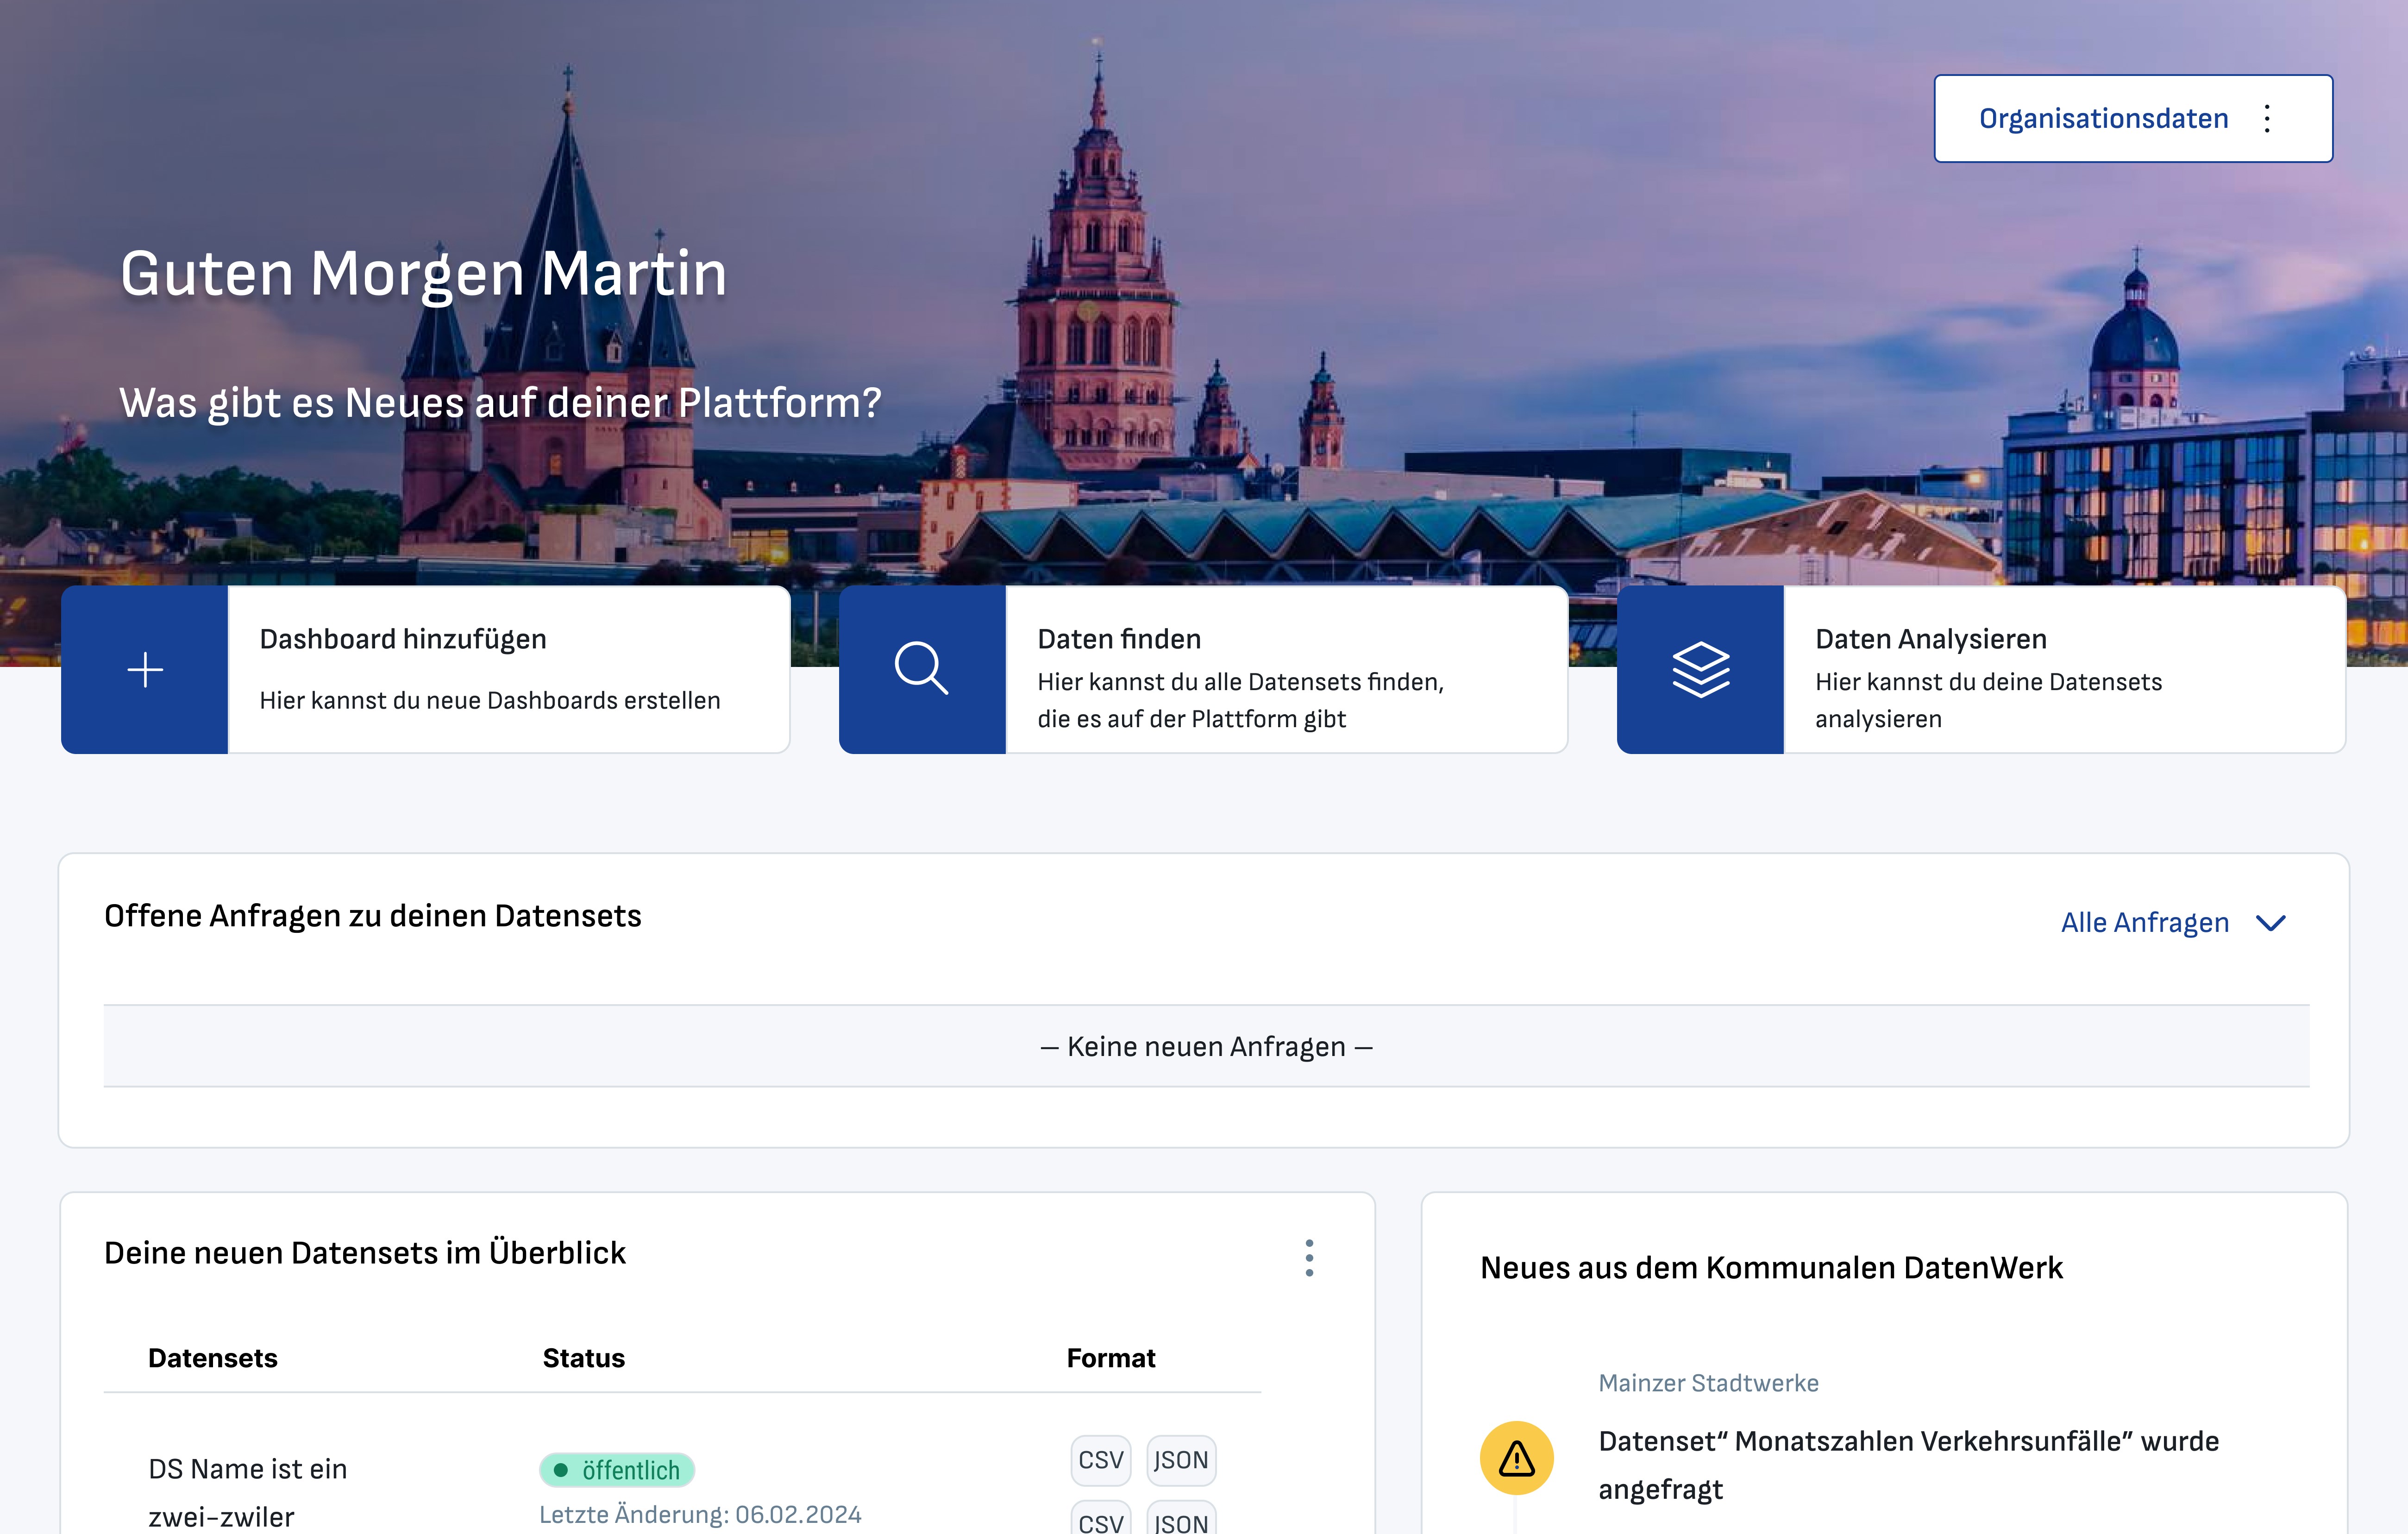 Organisationsdaten
Guten Morgen Martin
Was gibt es Neues auf deiner Plattform?
Dashboard hinzufügen
Hier kannst du neue Dashboards erstellen
Daten finden
Hier kannst du alle Datensets finden,
die es auf der Plattform gibt
Daten Analysieren
Hier kannst du deine Datensets
analysieren
Offene Anfragen zu deinen Datensets
Alle Anfragen
– Keine neuen Anfragen –
Deine neuen Datensets im Überblick
Datensets Status Format
DS Name ist ein
zwei-zwiler
öffentlich
Letzte Änderung: 06.02.2024
CSV JSON
CSV JSON
Neues aus dem Kommunalen DatenWerk
Mainzer Stadtwerke
Datenset“ Monatszahlen Verkehrsunfälle” wurde
angefragt